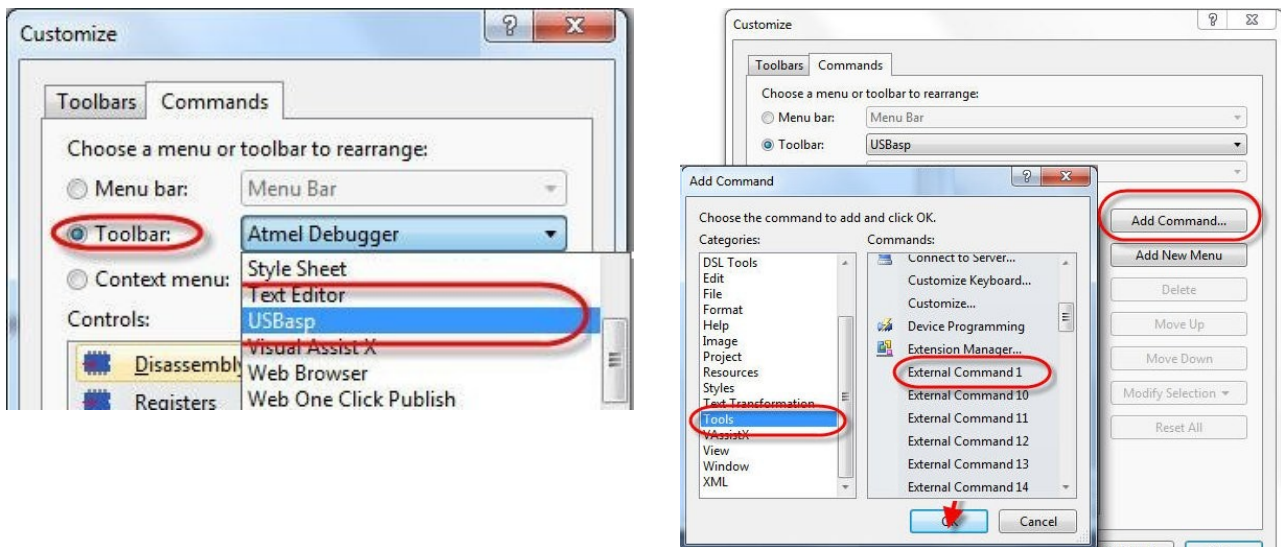 Customize
Toolbars Commands
Choose a menu or toolbar to rearrange:
Menu bar: Menu Bar
Toolbar: Atmel Debugger
Context menu:
Style Sheet
Text Editor
USBasp
Visual Assist X
Web Browser
Web One Click Publish
Controls:
Disassembly
Registers
Customize
Toolbars Commands
Choose a menu or toolbar to rearrange:
Menu bar: Menu Bar
Toolbar: USBasp
Add Command...
Add New Menu
Delete
Move Up
Move Down
Modify Selection
Reset All
Add Command
Choose the command to add and click OK.
Categories:
DSL Tools
Edit
File
Format
Help
Image
Project
Resources
Styles
Text Transformation
Tools
VAssistX
View
Window
XML
Commands:
Connect to Server...
Customize Keyboard...
Customize...
Device Programming
Extension Manager...
External Command 1
External Command 10
External Command 11
External Command 12
External Command 13
External Command 14
OK Cancel